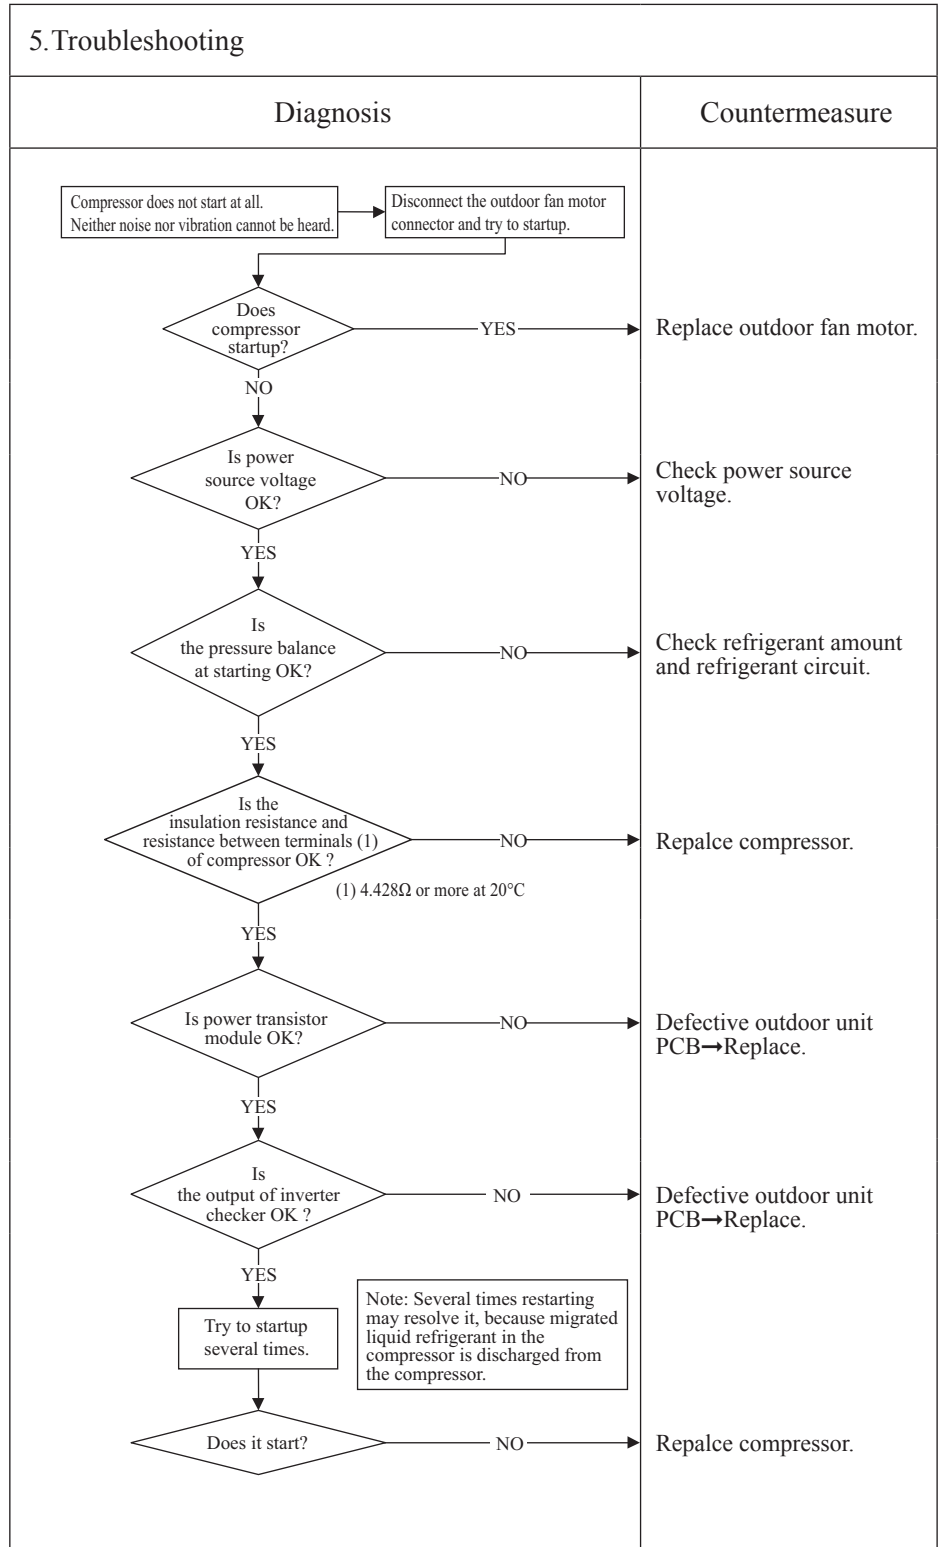 5.Troubleshooting
Diagnosis
Countermeasure
Compressor does not start at all.
Neither noise nor vibration cannot be heard.
Disconnect the outdoor fan motor
connector and try to startup.
Does
compressor
startup?
YES
Replace outdoor fan motor.
NO
Is power
source voltage
OK?
NO
Check power source
voltage.
YES
Is
the pressure balance
at starting OK?
NO
Check refrigerant amount
and refrigerant circuit.
YES
Is the
insulation resistance and
resistance between terminals (1)
of compressor OK ?
NO
Repalce compressor.
(1) 4.428Ω or more at 20°C
YES
Is power transistor
module OK?
NO
Defective outdoor unit
PCB→Replace.
YES
Is
the output of inverter
checker OK ?
NO
Defective outdoor unit
PCB→Replace.
YES
Try to startup
several times.
Note: Several times restarting
may resolve it, because migrated
liquid refrigerant in the
compressor is discharged from
the compressor.
Does it start?
NO
Repalce compressor.